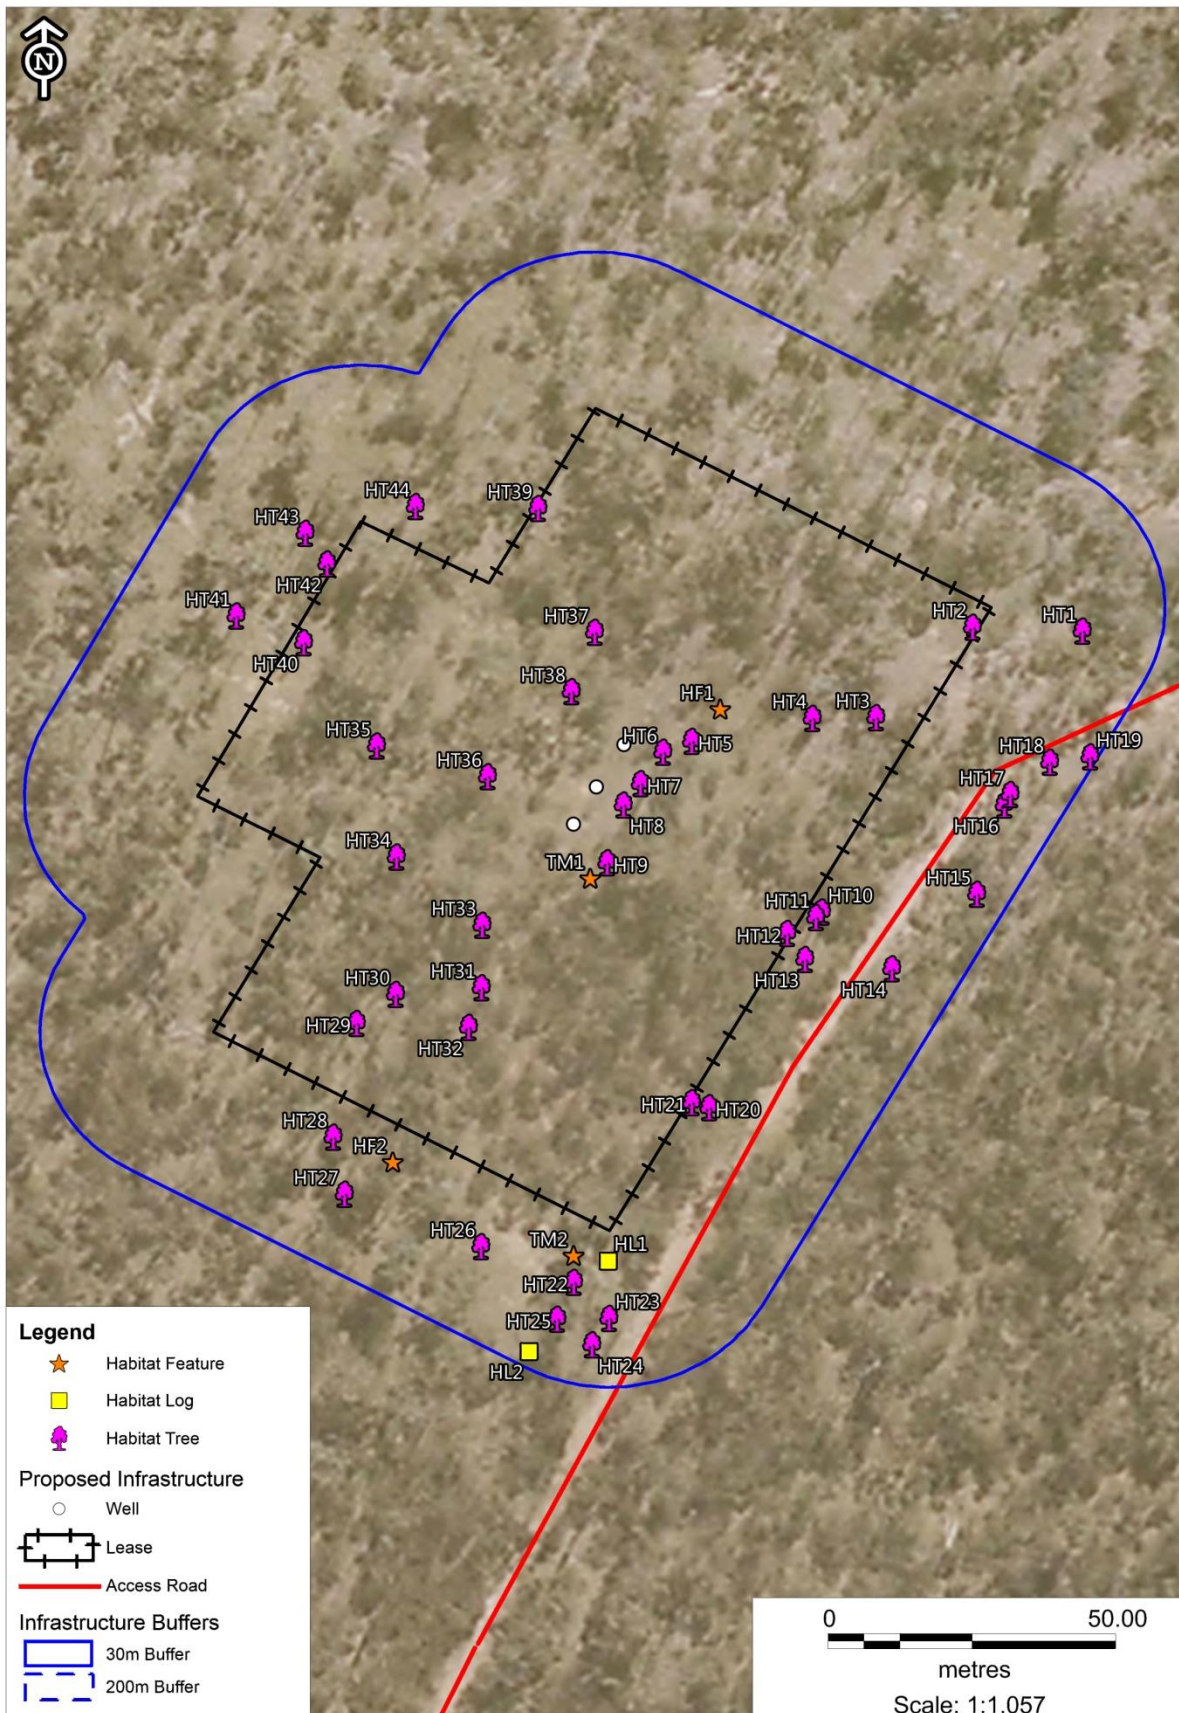 N
HT44
HT39
HT43
HT42
HT41
HT40
HT37
HT2
HT1
HT38
HF1
HT4
HT3
HT35
HT6
HT5
HT18
HT19
HT36
HT7
HT17
HT8
HT16
HT34
TM1
HT9
HT15
HT11
HT10
HT33
HT12
HT30
HT31
HT13
HT14
HT29
HT32
HT21
HT20
HT28
HF2
HT27
HT26
TM2
HL1
HT22
HT25
HT23
HL2
HT24
Legend
Habitat Feature
Habitat Log
Habitat Tree
Proposed Infrastructure
Well
Lease
Access Road
Infrastructure Buffers
30m Buffer
200m Buffer
0 50.00
metres
Scale: 1:1,057